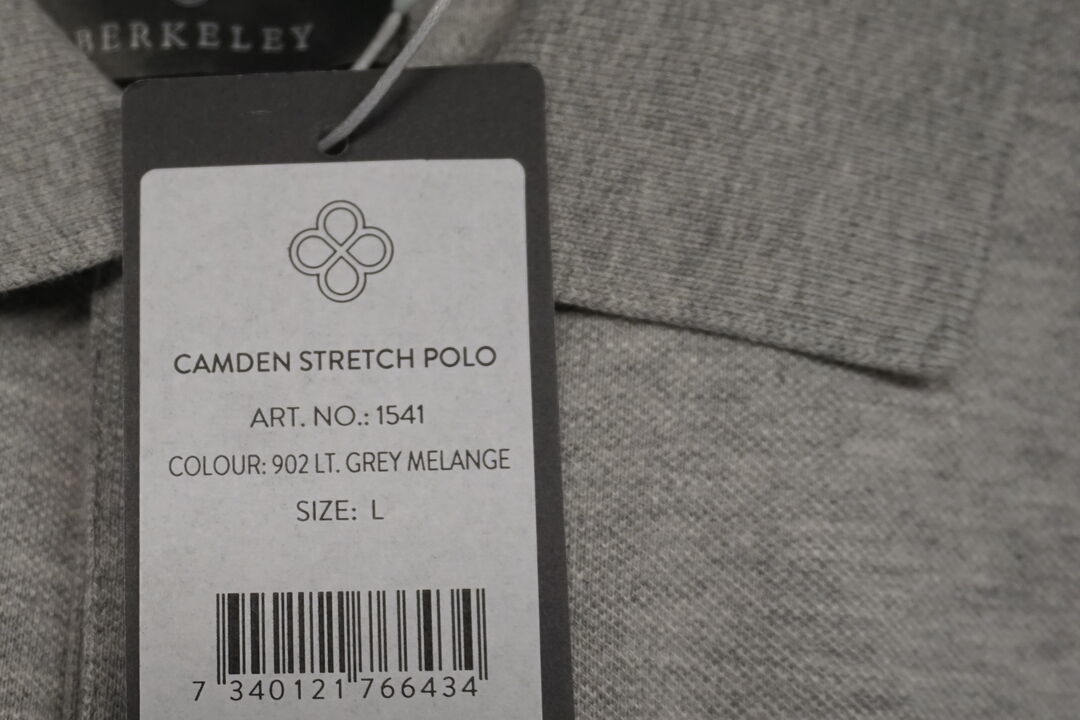 BERKELEY
CAMDEN STRETCH POLO
ART. NO.: 1541
COLOUR: 902 LT. GREY MELANGE
SIZE: L
7 340121 766434